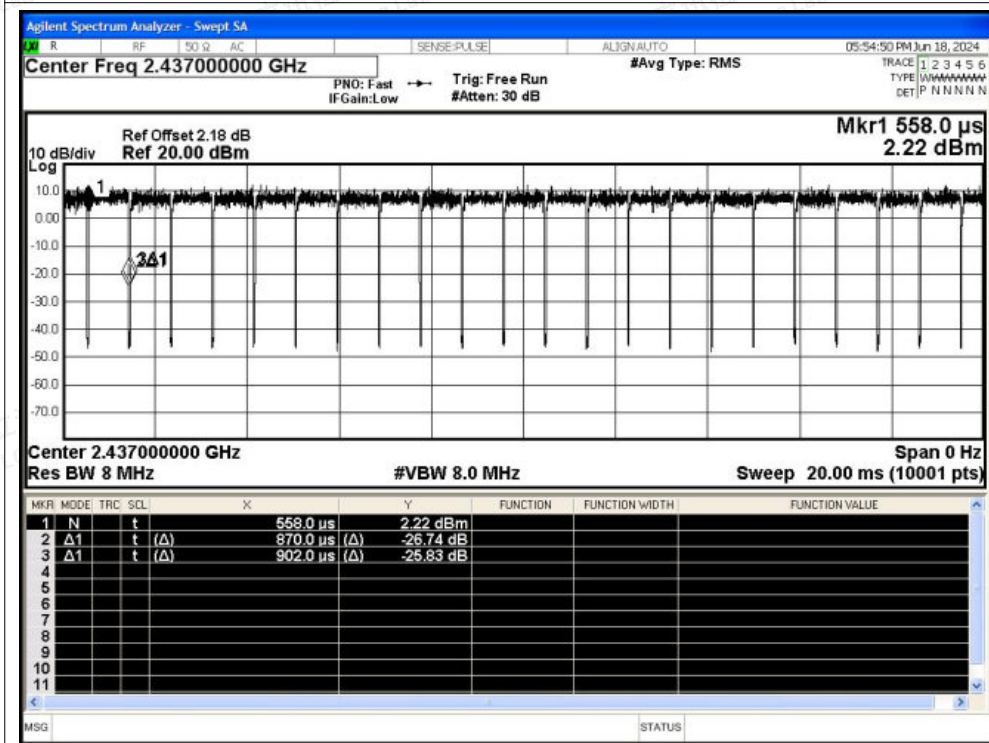 Agilent Spectrum Analyzer - Swept SA
LXI R RF 50 Ω AC SENSE:PULSE ALIGN AUTO 05:54:50 PM Jun 18, 2024
Center Freq 2.437000000 GHz #Avg Type: RMS TRACE 1 2 3 4 5 6
PNO: Fast Trig: Free Run TYPE WWWWWW
IFGain:Low #Atten: 30 dB DET P N N N N N
Mkr1 558.0 µs
Ref Offset 2.18 dB
10 dB/div Ref 20.00 dBm 2.22 dBm
Log
10.0
1
0.00
-10.0
3Δ1
-20.0
-30.0
-40.0
-50.0
-60.0
-70.0
Center 2.437000000 GHz Span 0 Hz
Res BW 8 MHz #VBW 8.0 MHz Sweep 20.00 ms (10001 pts)
MKR MODE TRC SCL X Y FUNCTION FUNCTION WIDTH FUNCTION VALUE
1 N t 558.0 µs 2.22 dBm
2 Δ1 t (Δ) 870.0 µs (Δ) -26.74 dB
3 Δ1 t (Δ) 902.0 µs (Δ) -25.83 dB
4
5
6
7
8
9
10
11
MSG STATUS